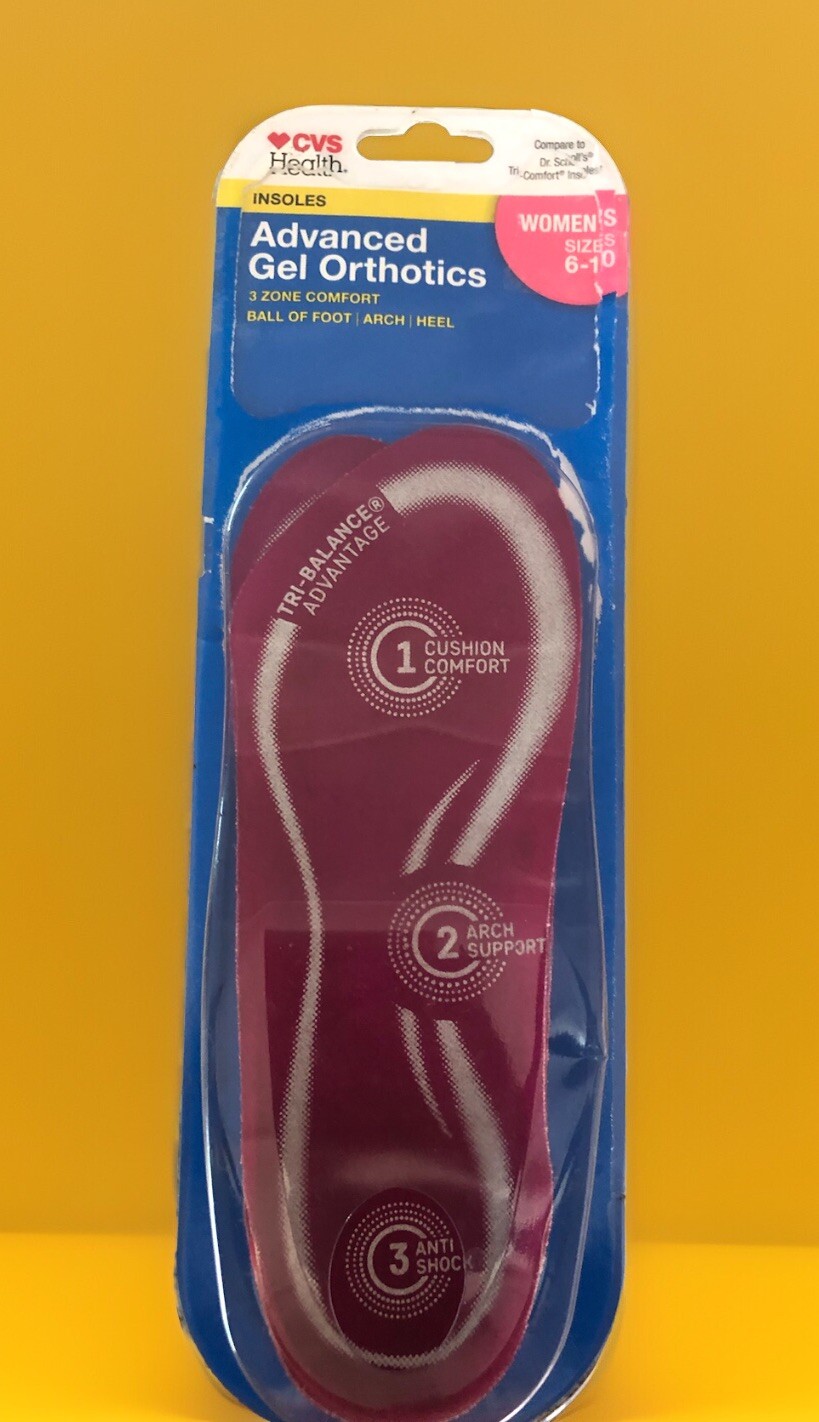 CVS
Health.
Compare to
Dr. Scholl's®
Tri-Comfort® Insoles
INSOLES
WOMEN'S
SIZES
6-10
Advanced
Gel Orthotics
3 ZONE COMFORT
BALL OF FOOT | ARCH | HEEL
TRI-BALANCE®
ADVANTAGE
1 CUSHION
COMFORT
2 ARCH
SUPPORT
3 ANTI
SHOCK